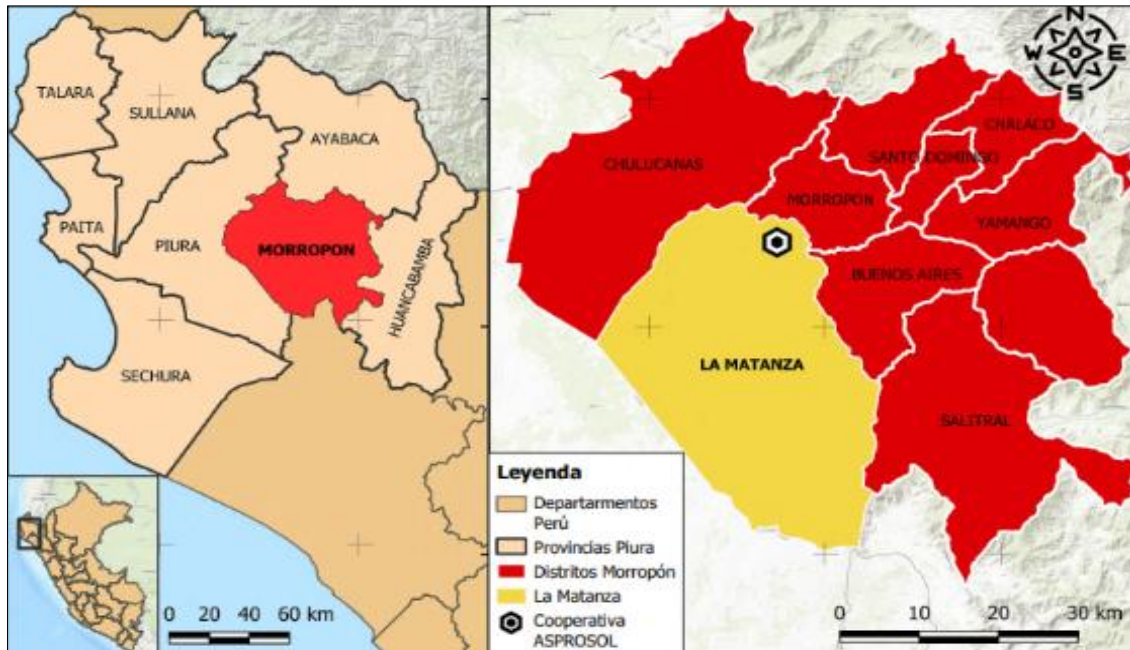 TALARA
SULLANA
AYABACA
PAITA
PIURA
MORROPON
HUANCABAMBA
SECHURA
0 20 40 60 km
N
W E
S
CHULUCANAS
CHALACO
SANTO DOMINGO
MORROPON
YAMANGO
BUENOS AIRES
LA MATANZA
SALITRAL
Leyenda
Departarmentos
Perú
Provincias Piura
Distritos Morropón
La Matanza
Cooperativa
ASPROSOL
0 10 20 30 km